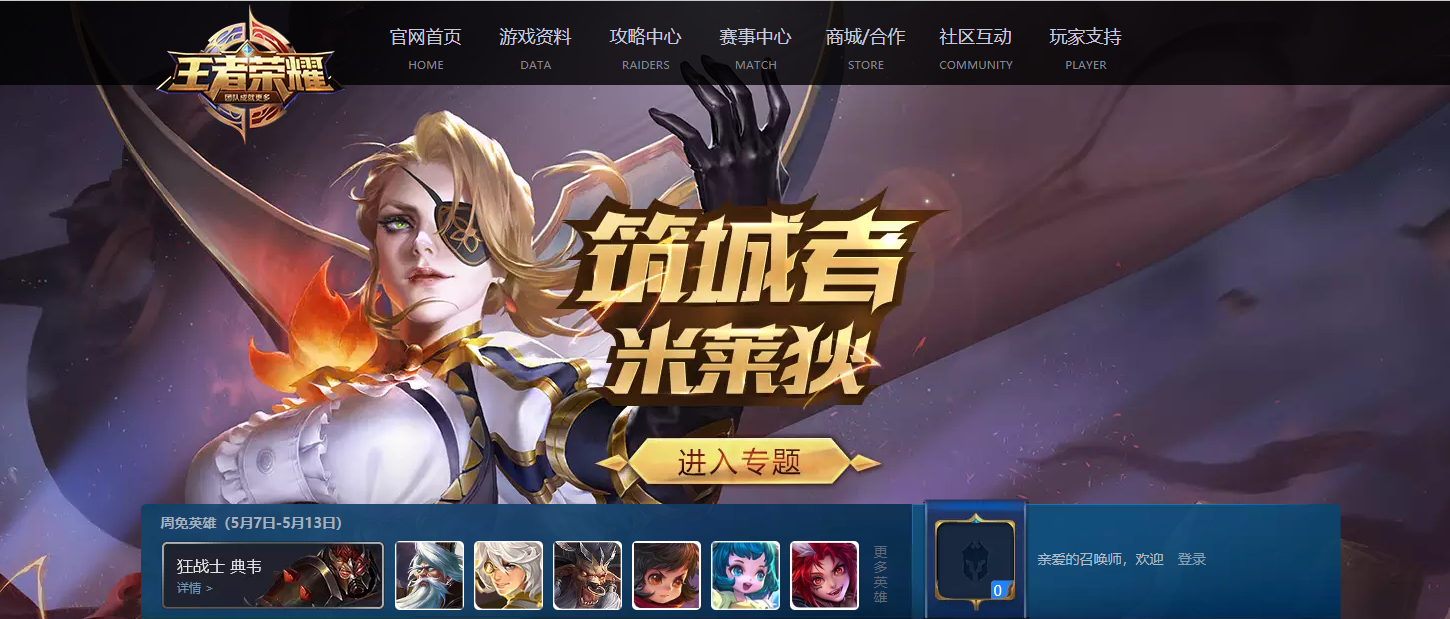 王者荣耀
团队成就更多
官网首页 游戏资料 攻略中心 赛事中心 商城/合作 社区互动 玩家支持
HOME DATA RAIDERS MATCH STORE COMMUNITY PLAYER
筑城者
米莱狄
进入专题
周免英雄（5月7日-5月13日）
狂战士 典韦
详情 >
更多英雄
0
亲爱的召唤师，欢迎 登录